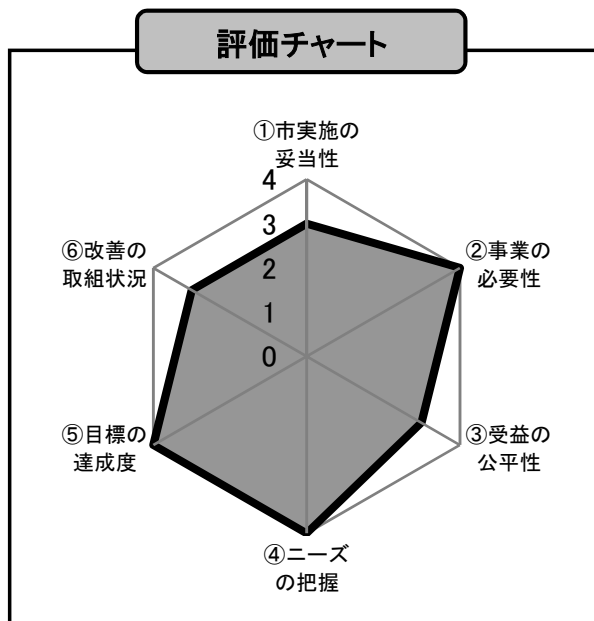 評価チャート
①市実施の
妥当性
4
3
2
1
0
②事業の
必要性
③受益の
公平性
④ニーズ
の把握
⑤目標の
達成度
⑥改善の
取組状況